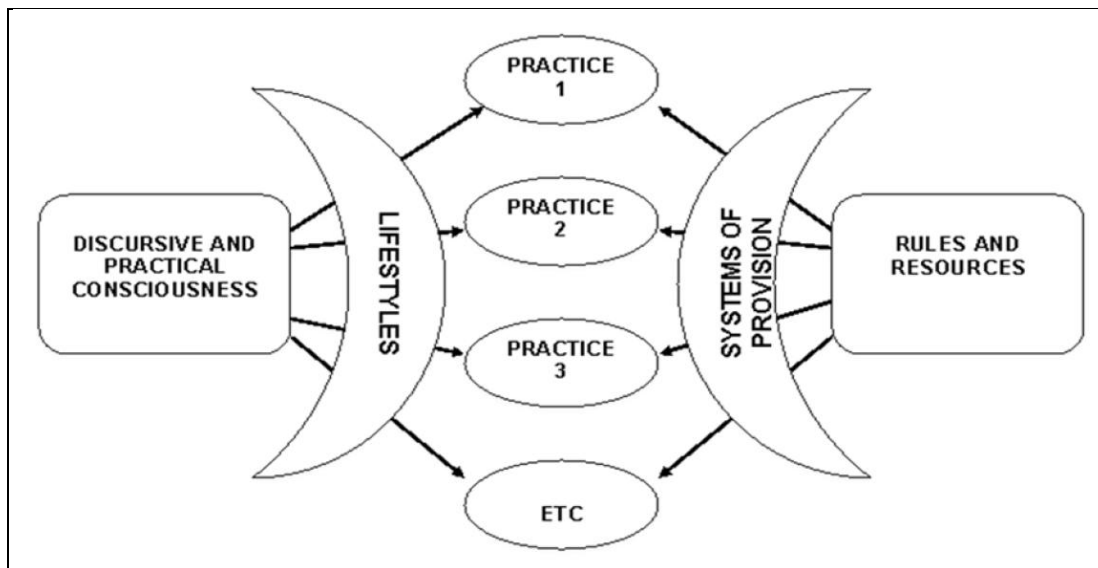 PRACTICE
1
DISCURSIVE AND
PRACTICAL
CONSCIOUSNESS
LIFESTYLES
PRACTICE
2
SYSTEMS OF
PROVISION
RULES AND
RESOURCES
PRACTICE
3
ETC